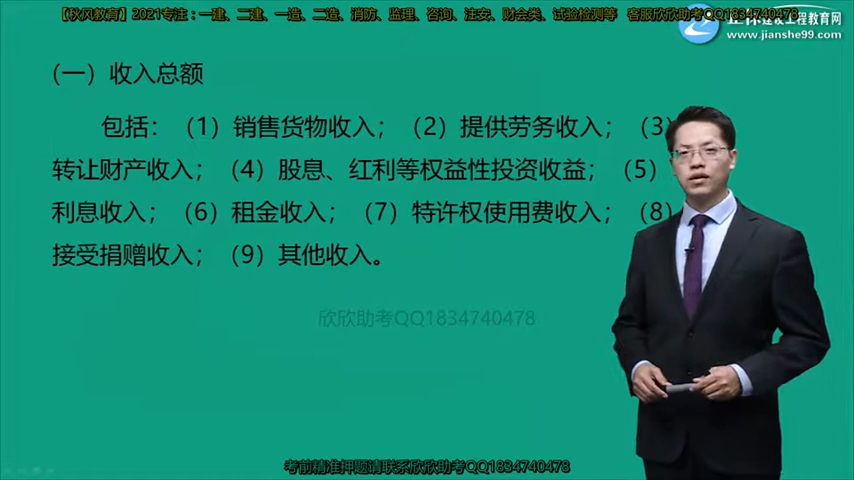 【秋风教育】2021专注：一建、二建、一造、二造、消防、监理、咨询、注安、财会类、试验检测等 客服欣欣助考QQ1834740478
建设工程教育网
www.jianshe99.com
（一）收入总额
包括：（1）销售货物收入；（2）提供劳务收入；（3）
转让财产收入；（4）股息、红利等权益性投资收益；（5）
利息收入；（6）租金收入；（7）特许权使用费收入；（8）
接受捐赠收入；（9）其他收入。
欣欣助考QQ1834740478
考前精准押题请联系欣欣助考QQ1834740478